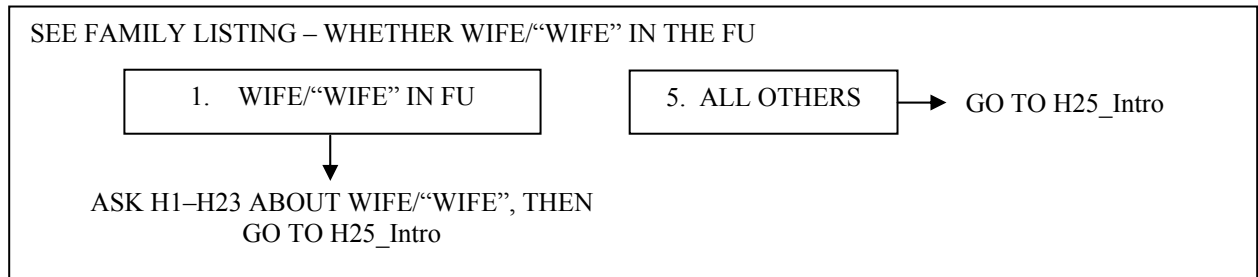 SEE FAMILY LISTING – WHETHER WIFE/“WIFE” IN THE FU
1. WIFE/“WIFE” IN FU
5. ALL OTHERS
GO TO H25_Intro
ASK H1–H23 ABOUT WIFE/“WIFE”, THEN
GO TO H25_Intro